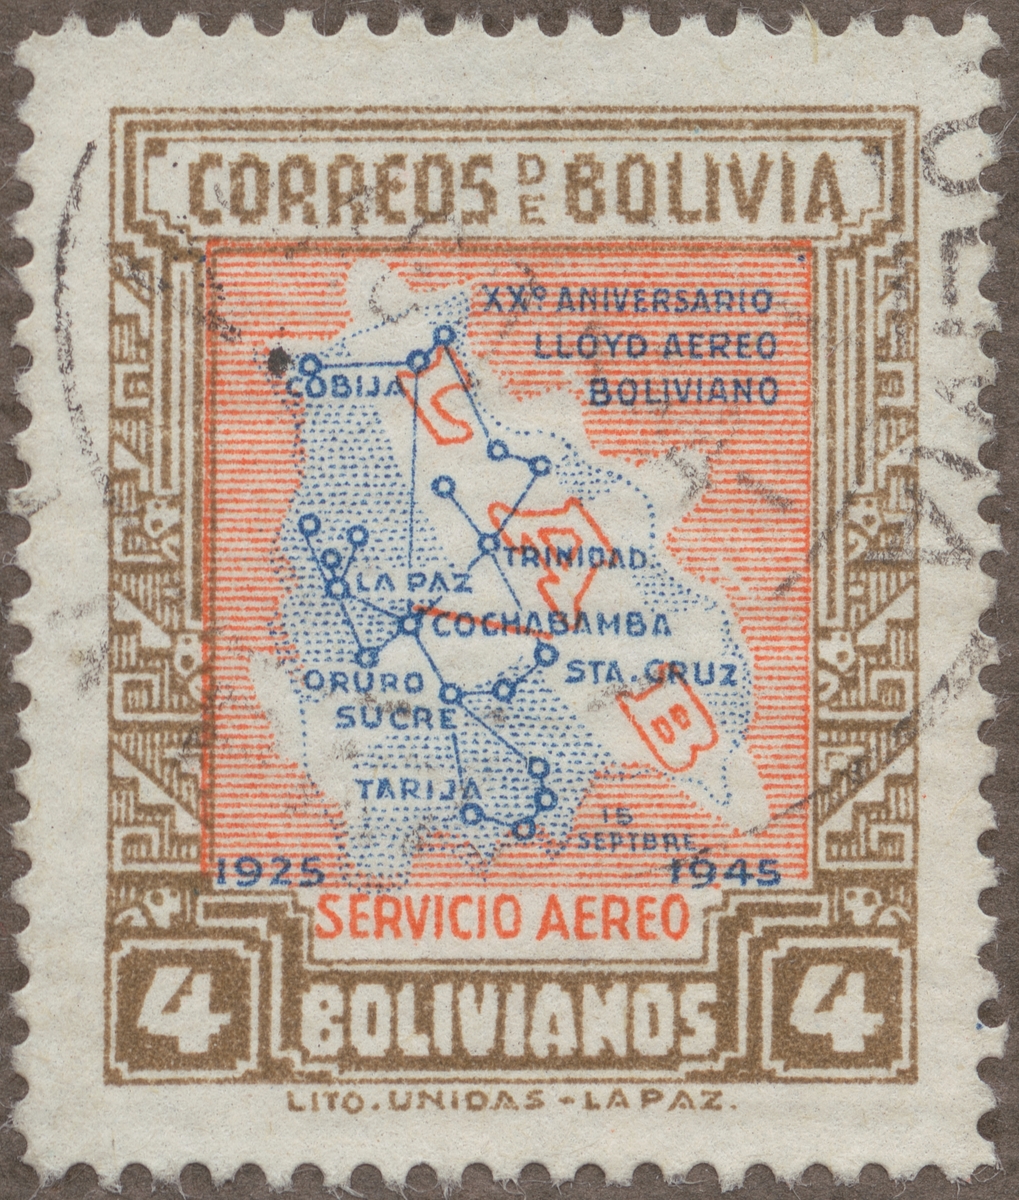 CORREOS DE BOLIVIA
XXº ANIVERSARIO
LLOYD AEREO
BOLIVIANO
COBIJA
TRINIDAD
LA PAZ
COCHABAMBA
STA. CRUZ
ORURO
SUCRE
TARIJA
15
SEPTBRE
1925 1945
SERVICIO AEREO
4 BOLIVIANOS 4
LITO. UNIDAS - LA PAZ.